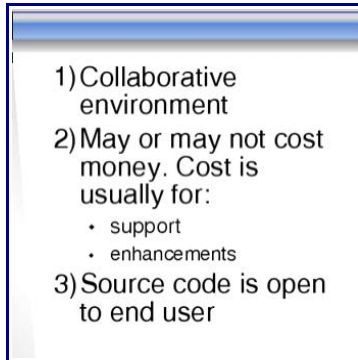 1) Collaborative
environment
2) May or may not cost
money. Cost is
usually for:
• support
• enhancements
3) Source code is open
to end user